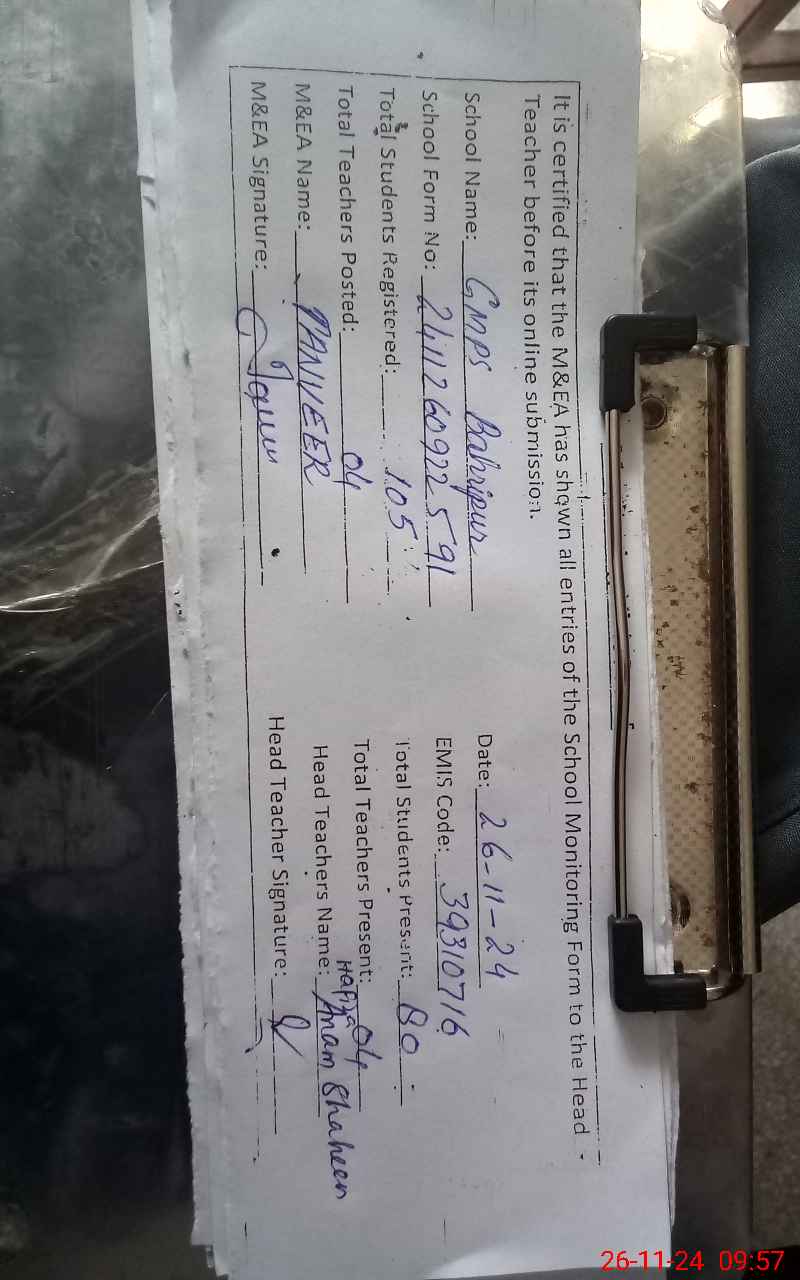 It is certified that the M&EA has shown all entries of the School Monitoring Form to the Head
Teacher before its online submission.
School Name: GMPS Bahripur Date: 26-11-24
School Form No: 241126092591 EMIS Code: 39310716
Total Students Registered: 105 Total Students Present: 80
Total Teachers Posted: 04 Total Teachers Present: 04
M&EA Name: TANVEER Head Teachers Name: Hafiza Anam Shaheen
M&EA Signature: Head Teacher Signature:
26-11-24 09:57